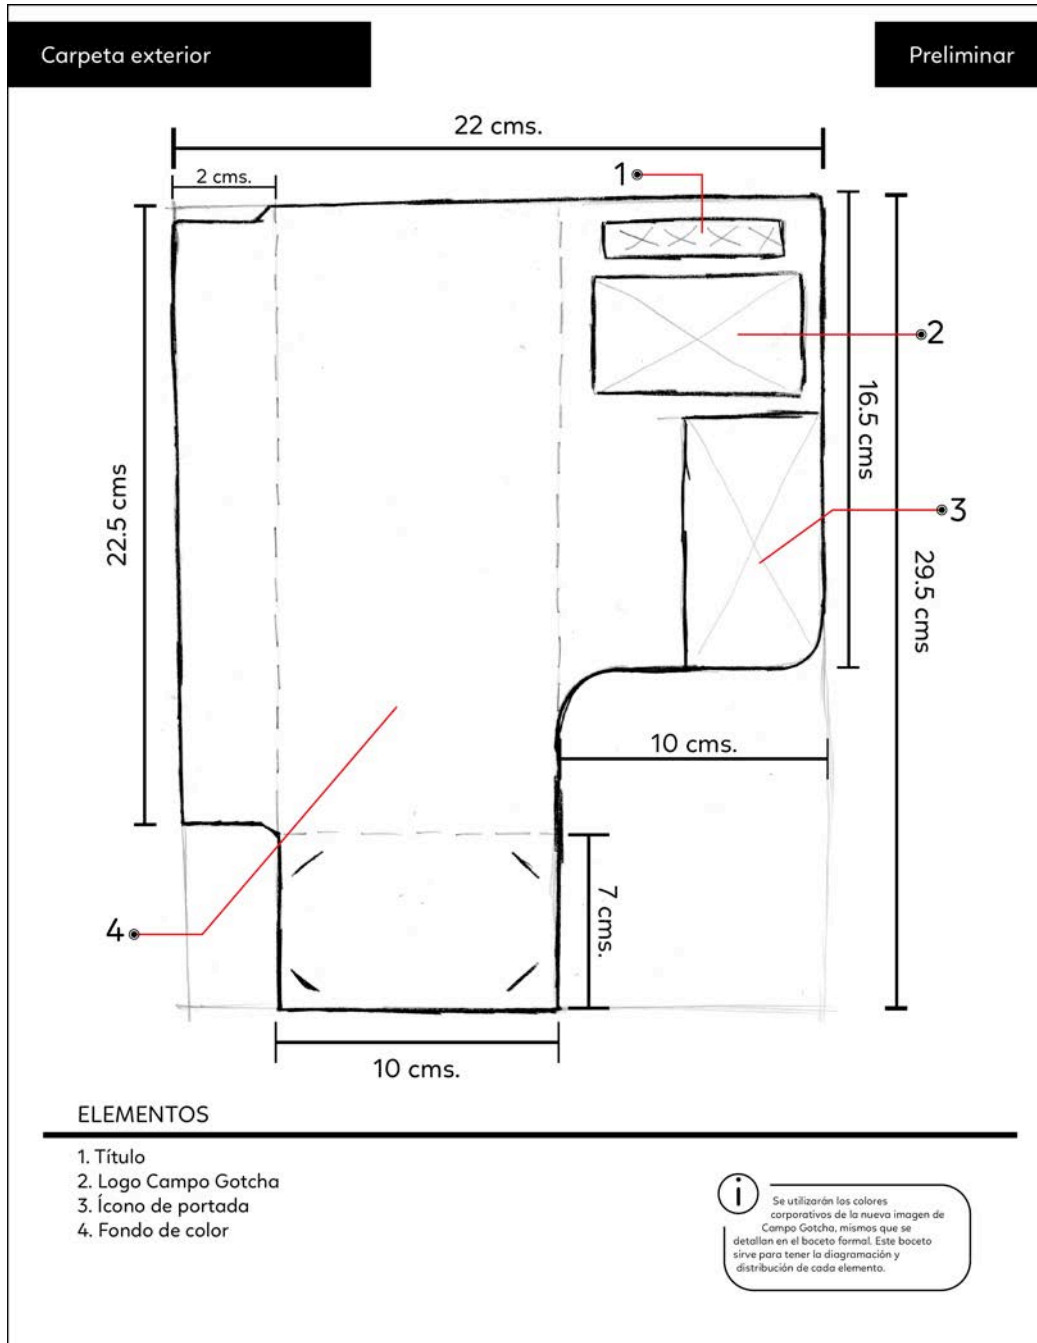 Carpeta exterior
Preliminar
22 cms.
2 cms.
1
2
16.5 cms
22.5 cms
3
29.5 cms
10 cms.
7 cms.
4
10 cms.
ELEMENTOS
1. Título
2. Logo Campo Gotcha
3. Ícono de portada
4. Fondo de color
i
Se utilizarán los colores
corporativos de la nueva imagen de
Campo Gotcha, mismos que se
detallan en el boceto formal. Este boceto
sirve para tener la diagramación y
distribución de cada elemento.